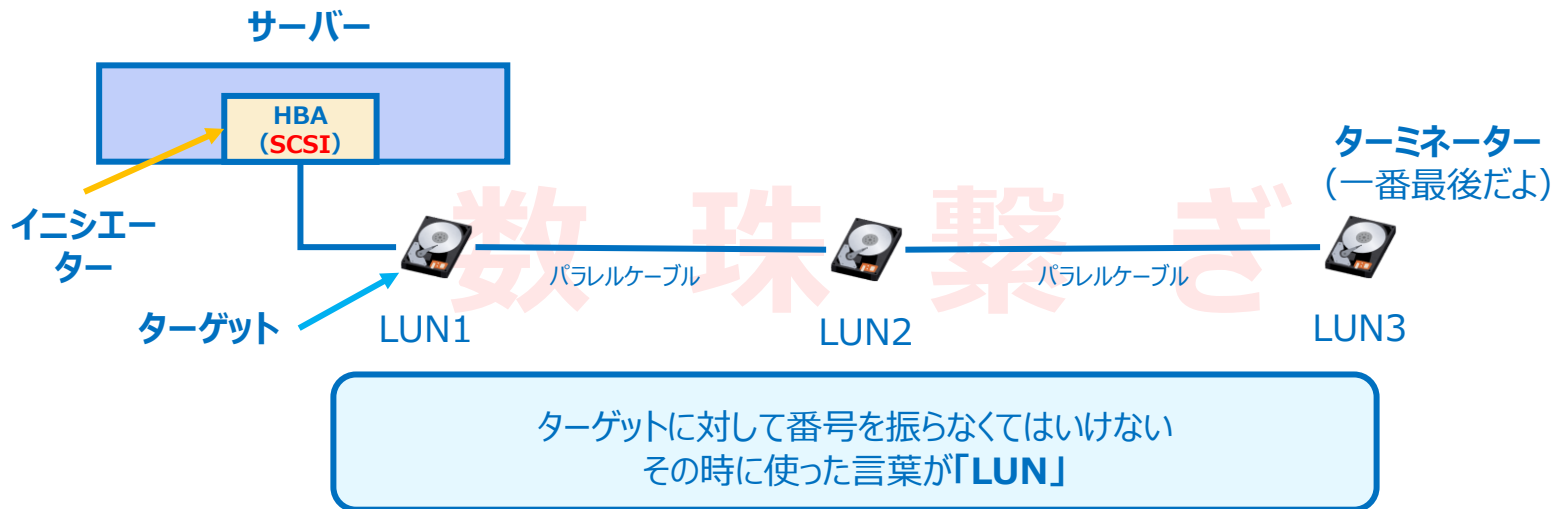 サーバー
HBA
（SCSI）
ターミネーター
（一番最後だよ）
イニシエー
ター
数珠繋ぎ
パラレルケーブル
パラレルケーブル
ターゲット
LUN1
LUN2
LUN3
ターゲットに対して番号を振らなくてはいけない
その時に使った言葉が「LUN」